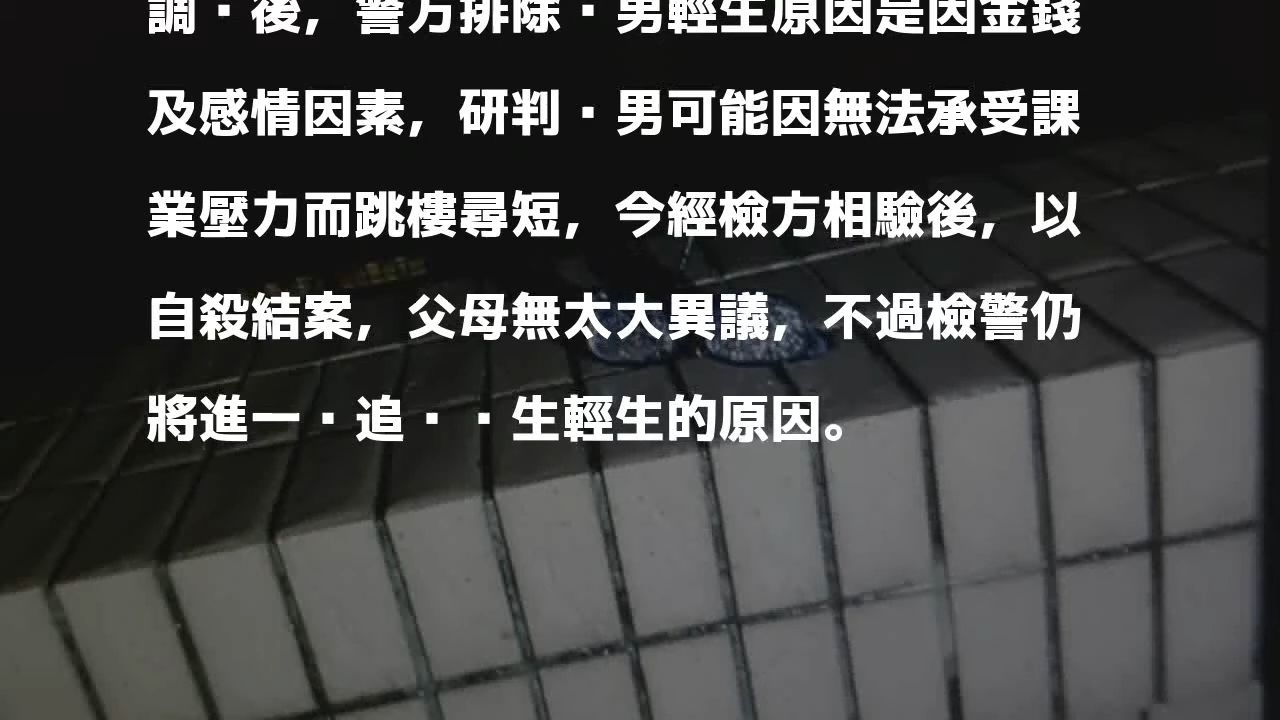 調·後，警方排除·男輕生原因是因金錢
及感情因素，研判·男可能因無法承受課
業壓力而跳樓尋短，今經檢方相驗後，以
自殺結案，父母無太大異議，不過檢警仍
將進一·追··生輕生的原因。